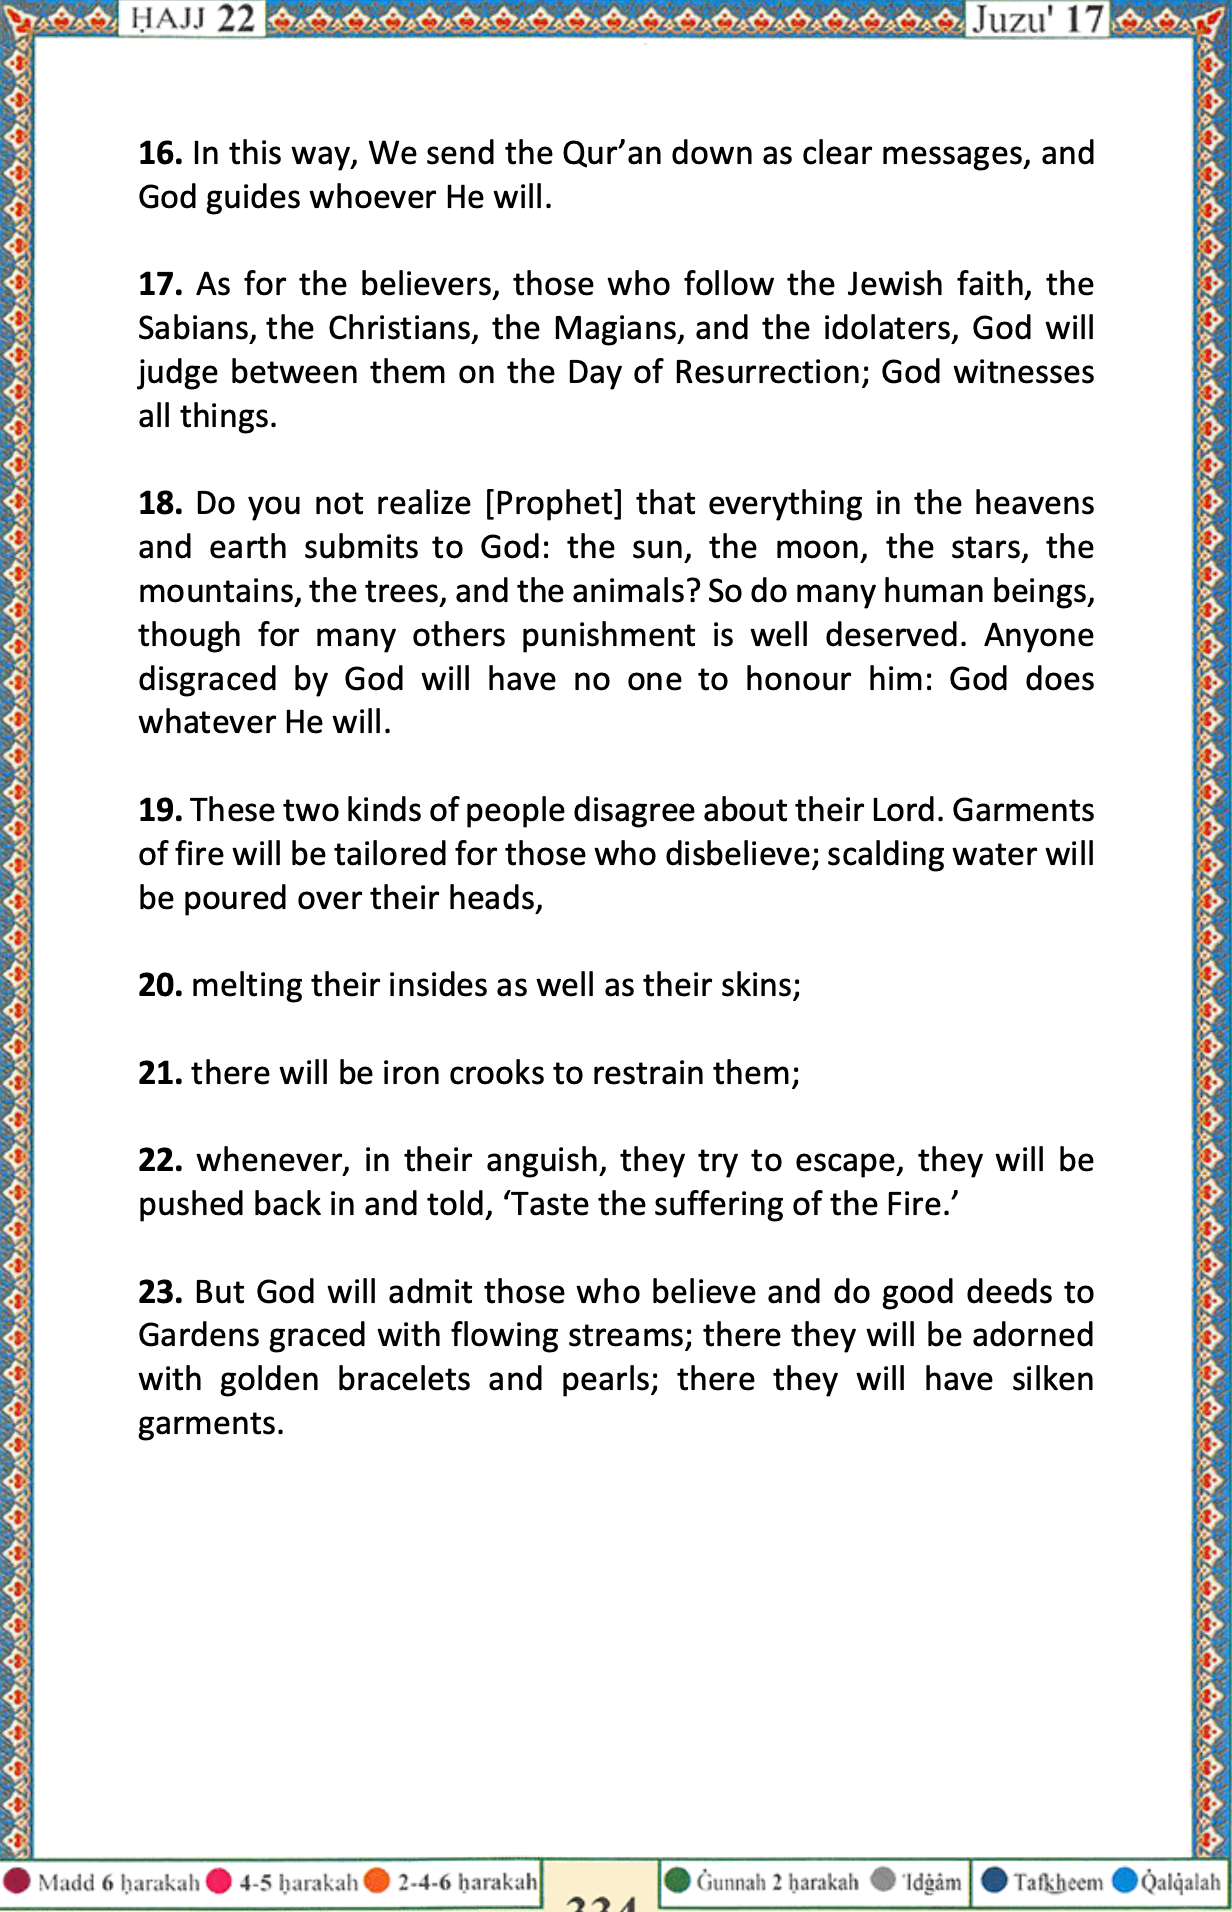 ḤAJJ 22
Juzu' 17
16. In this way, We send the Qur’an down as clear messages, and
God guides whoever He will.
17. As for the believers, those who follow the Jewish faith, the
Sabians, the Christians, the Magians, and the idolaters, God will
judge between them on the Day of Resurrection; God witnesses
all things.
18. Do you not realize [Prophet] that everything in the heavens
and earth submits to God: the sun, the moon, the stars, the
mountains, the trees, and the animals? So do many human beings,
though for many others punishment is well deserved. Anyone
disgraced by God will have no one to honour him: God does
whatever He will.
19. These two kinds of people disagree about their Lord. Garments
of fire will be tailored for those who disbelieve; scalding water will
be poured over their heads,
20. melting their insides as well as their skins;
21. there will be iron crooks to restrain them;
22. whenever, in their anguish, they try to escape, they will be
pushed back in and told, ‘Taste the suffering of the Fire.’
23. But God will admit those who believe and do good deeds to
Gardens graced with flowing streams; there they will be adorned
with golden bracelets and pearls; there they will have silken
garments.
Madd 6 ḥarakah 4-5 ḥarakah 2-4-6 ḥarakah
334
Ġunnah 2 ḥarakah 'Idġâm Tafkheem Qalqalah